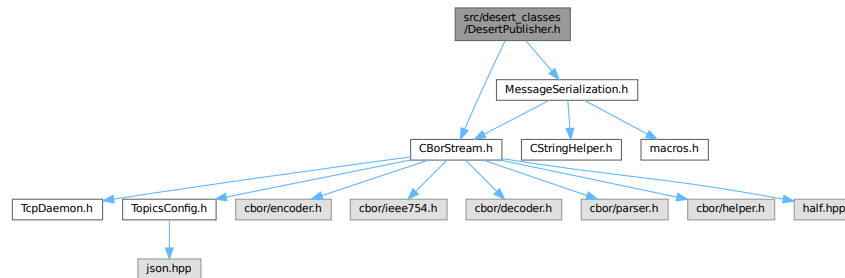 src/desert_classes
/DesertPublisher.h
MessageSerialization.h
CBorStream.h
CStringHelper.h
macros.h
TcpDaemon.h
TopicsConfig.h
cbor/encoder.h
cbor/ieee754.h
cbor/decoder.h
cbor/parser.h
cbor/helper.h
half.hpp
json.hpp